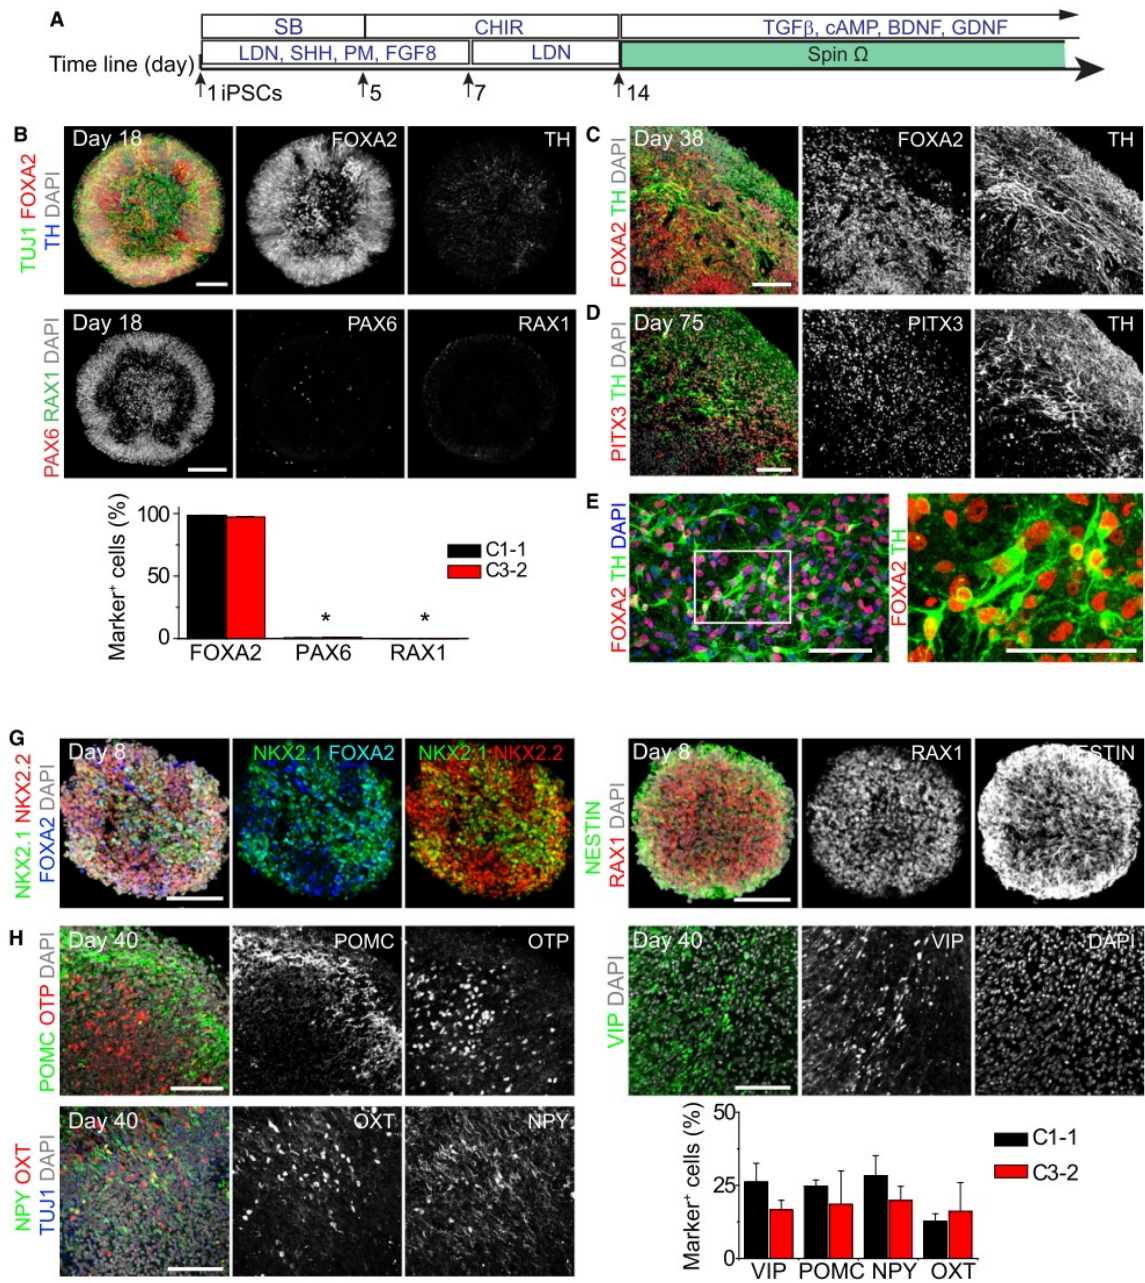 A
SB CHIR TGFβ, cAMP, BDNF, GDNF
LDN, SHH, PM, FGF8 LDN Spin Ω
Time line (day)
1 iPSCs 5 7 14
B
TUJ1 FOXA2
TH DAPI
Day 18 FOXA2 TH
PAX6 RAX1 DAPI
Day 18 PAX6 RAX1
Marker+ cells (%)
100
50
0
* *
FOXA2 PAX6 RAX1
C1-1
C3-2
C
FOXA2 TH DAPI
Day 38 FOXA2 TH
D
PITX3 TH DAPI
Day 75 PITX3 TH
E
FOXA2 TH DAPI
FOXA2 TH
G
NKX2.1 NKX2.2
FOXA2 DAPI
Day 8 NKX2.1 FOXA2 NKX2.1 NKX2.2
NESTIN
RAX1 DAPI
Day 8 RAX1 NESTIN
H
POMC OTP DAPI
Day 40 POMC OTP
VIP DAPI
Day 40 VIP DAPI
NPY OXT
TUJ1 DAPI
Day 40 OXT NPY
Marker+ cells (%)
50
25
0
VIP POMC NPY OXT
C1-1
C3-2